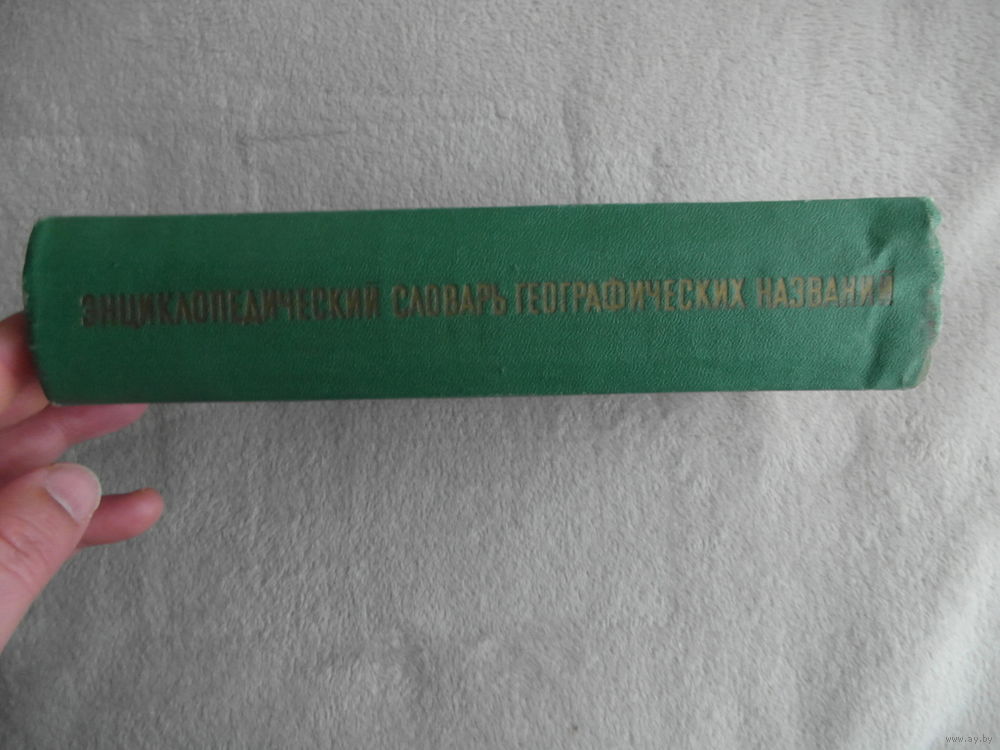 ЭНЦИКЛОПЕДИЧЕСКИЙ СЛОВАРЬ ГЕОГРАФИЧЕСКИХ НАЗВАНИЙ
www.ay.by